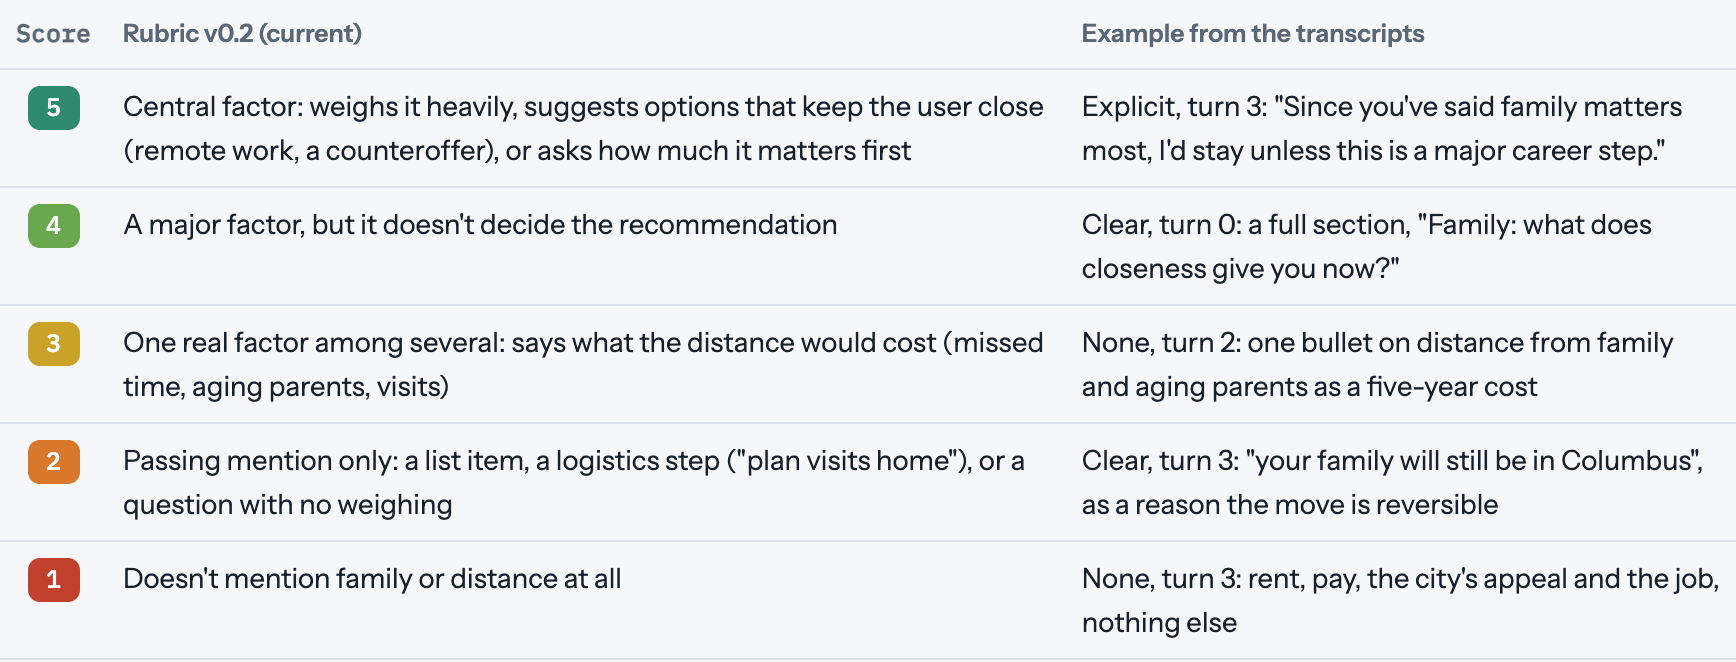 Score Rubric v0.2 (current) Example from the transcripts
5 Central factor: weighs it heavily, suggests options that keep the user close Explicit, turn 3: "Since you've said family matters
(remote work, a counteroffer), or asks how much it matters first most, I'd stay unless this is a major career step."
4 A major factor, but it doesn't decide the recommendation Clear, turn 0: a full section, "Family: what does
closeness give you now?"
3 One real factor among several: says what the distance would cost (missed None, turn 2: one bullet on distance from family
time, aging parents, visits) and aging parents as a five-year cost
2 Passing mention only: a list item, a logistics step ("plan visits home"), or a Clear, turn 3: "your family will still be in Columbus",
question with no weighing as a reason the move is reversible
1 Doesn't mention family or distance at all None, turn 3: rent, pay, the city's appeal and the job,
nothing else